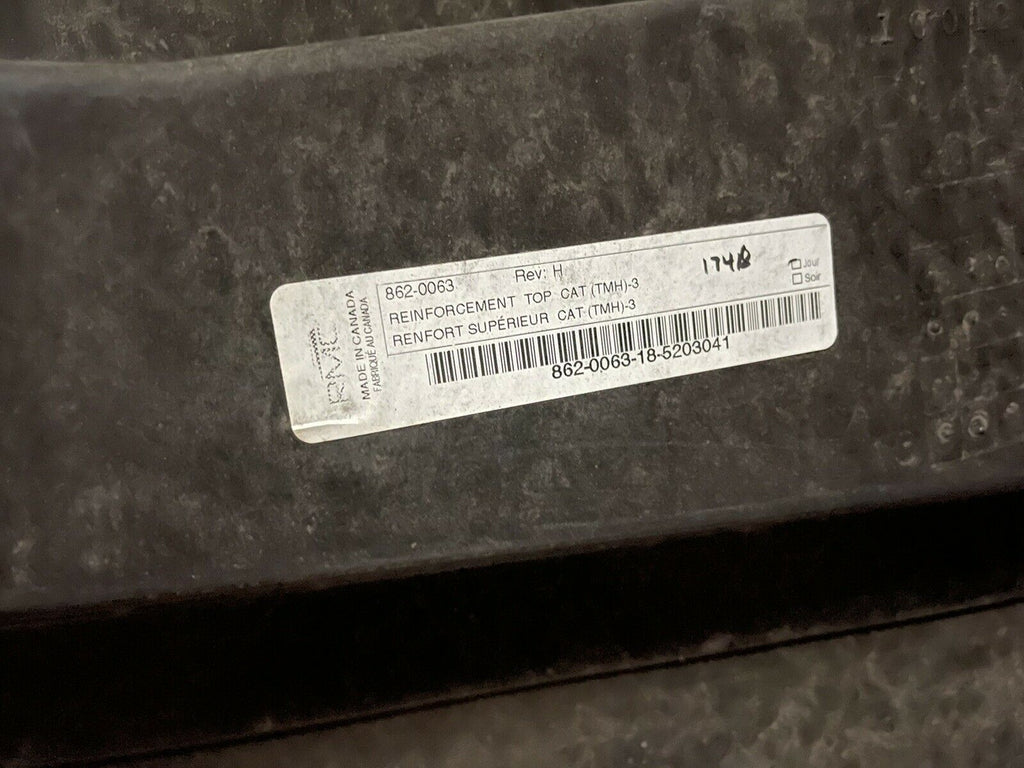 862-0063 Rev: H
REINFORCEMENT TOP CAT (TMH)-3
RENFORT SUPÉRIEUR CAT (TMH)-3
Jour
Soir
862-0063-18-5203041
RMC
MADE IN CANADA
FABRIQUÉ AU CANADA